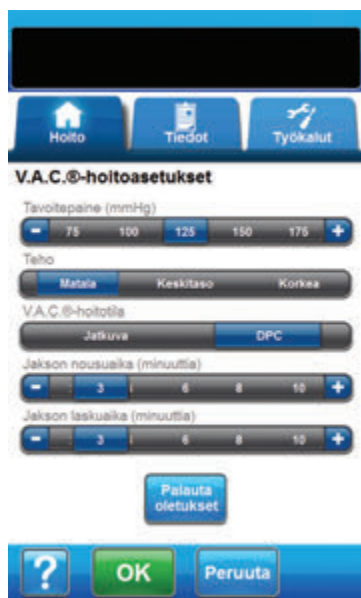 Hoito Tiedot Työkalut
V.A.C.®-hoitoasetukset
Tavoitepaine (mmHg)
- 75 100 125 150 175 +
Teho
Matala Keskitaso Korkea
V.A.C.®-hoitotila
Jatkuva DPC
Jakson nousuaika (minuuttia)
- 3 6 8 10 +
Jakson laskuaika (minuuttia)
- 3 6 8 10 +
Palauta
oletukset
? OK Peruuta